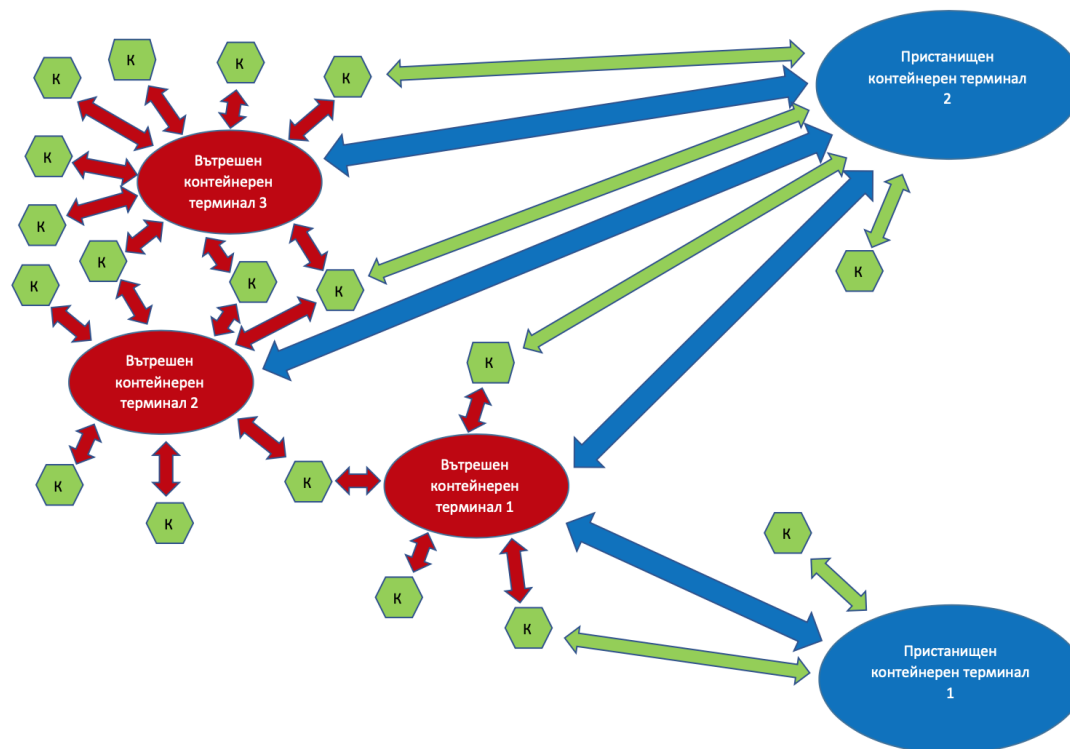 К
К
К
К
Пристанищен
контейнерен терминал
2
К
Вътрешен
контейнерен
терминал 3
К
К
К
К
К
К
Вътрешен
контейнерен
терминал 2
К
К
К
К
Вътрешен
контейнерен
терминал 1
К
К
К
К
Пристанищен
контейнерен терминал
1